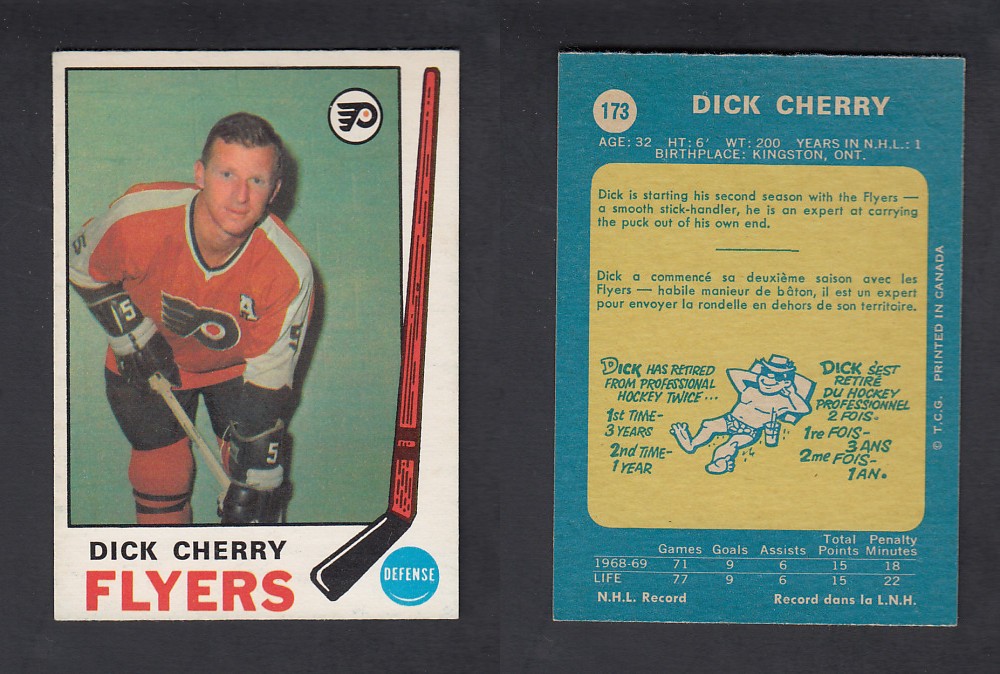 A
5
5
5
DICK CHERRY
FLYERS
DEFENSE
173
DICK CHERRY
AGE: 32 HT: 6' WT: 200 YEARS IN N.H.L.: 1
BIRTHPLACE: KINGSTON, ONT.
Dick is starting his second season with the Flyers —
a smooth stick-handler, he is an expert at carrying
the puck out of his own end.
Dick a commencé sa deuxième saison avec les
Flyers — habile manieur de bâton, il est un expert
pour envoyer la rondelle en dehors de son territoire.
DICK HAS RETIRED
FROM PROFESSIONAL
HOCKEY TWICE...
1st TIME-
3 YEARS
2nd TIME-
1 YEAR
DICK S'EST
RETIRÉ
DU HOCKEY
PROFESSIONNEL
2 FOIS.
1re FOIS-
3 ANS
2me FOIS-
1 AN.
© T.C.G. PRINTED IN CANADA
Games Goals Assists Total Points Penalty Minutes
1968-69 71 9 6 15 18
LIFE 77 9 6 15 22
N.H.L. Record Record dans la L.N.H.